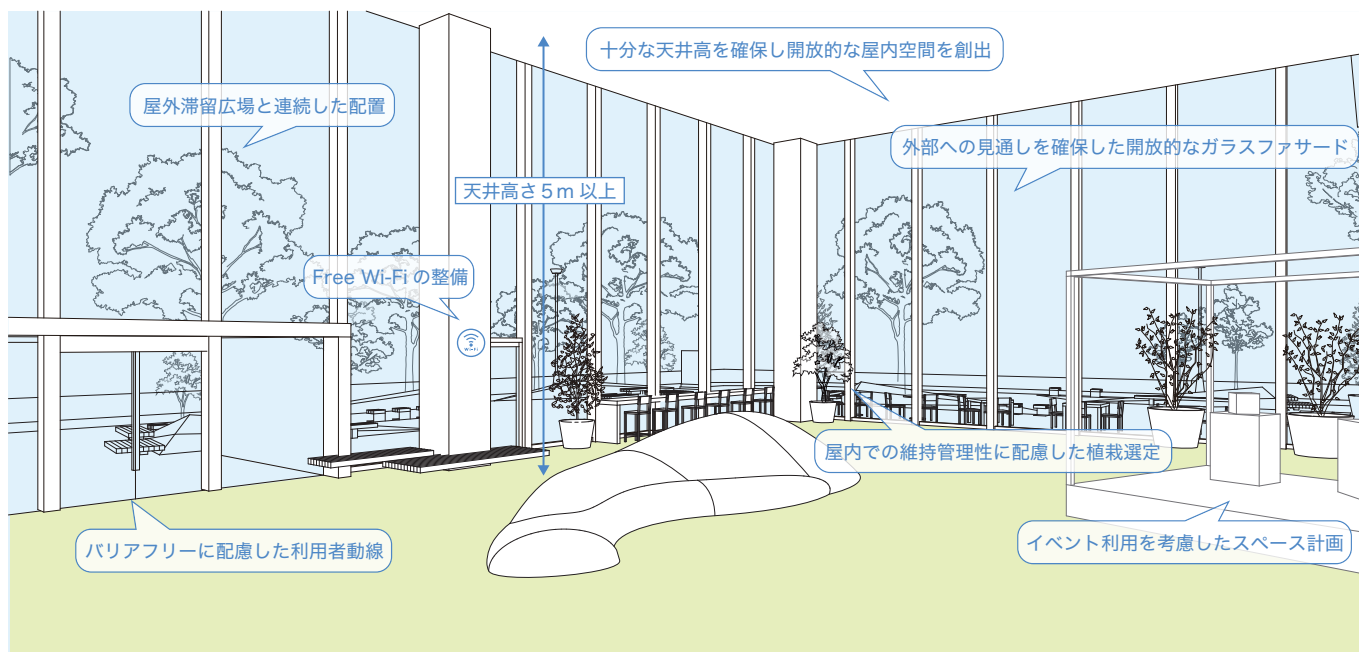 十分な天井高を確保し開放的な屋内空間を創出
屋外滞留広場と連続した配置
外部への見通しを確保した開放的なガラスファサード
天井高さ5m以上
Free Wi-Fiの整備
Wi-Fi
屋内での維持管理性に配慮した植栽選定
バリアフリーに配慮した利用者動線
イベント利用を考慮したスペース計画